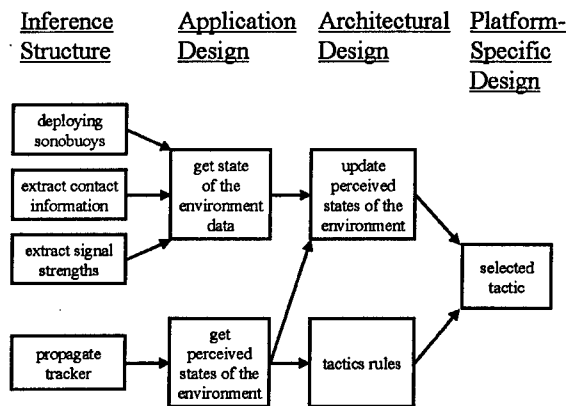 Inference
Structure
Application
Design
Architectural
Design
Platform-
Specific
Design
deploying
sonobuoys
extract contact
information
extract signal
strengths
propagate
tracker
get state
of the
environment
data
get
perceived
states of the
environment
update
perceived
states of the
environment
tactics rules
selected
tactic